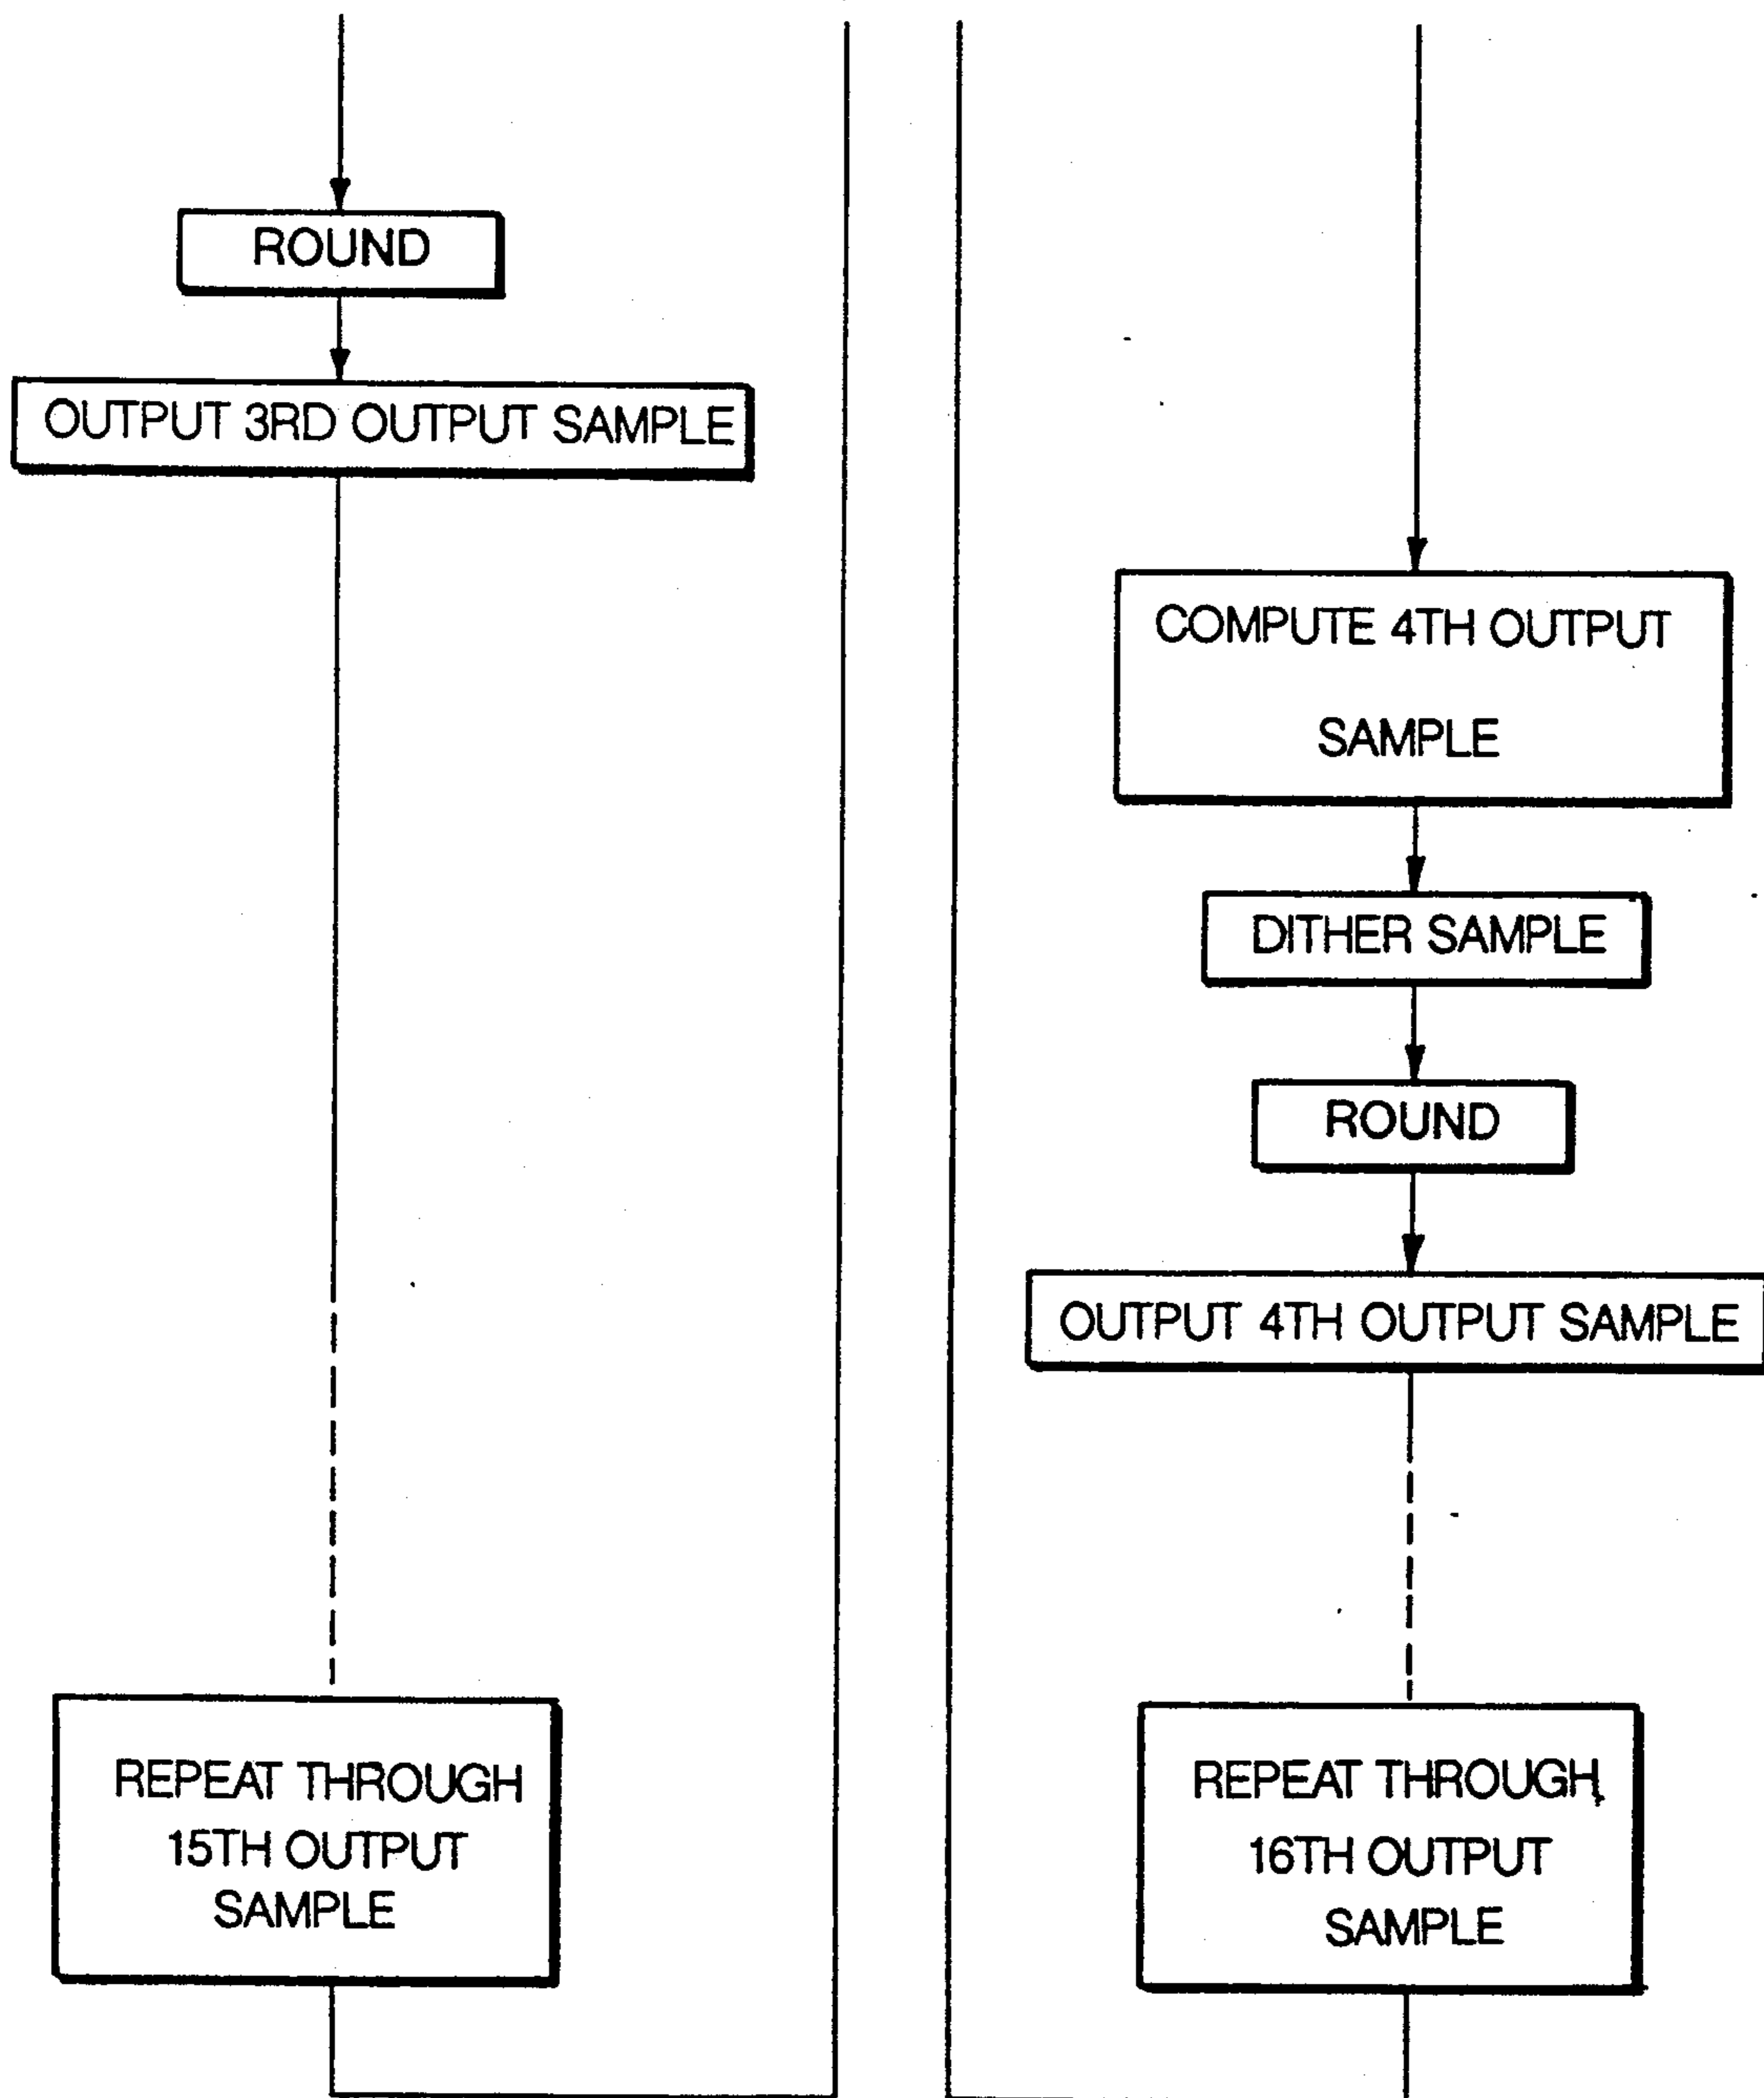 ROUND
OUTPUT 3RD OUTPUT SAMPLE
REPEAT THROUGH
15TH OUTPUT
SAMPLE
COMPUTE 4TH OUTPUT
SAMPLE
DITHER SAMPLE
ROUND
OUTPUT 4TH OUTPUT SAMPLE
REPEAT THROUGH
16TH OUTPUT
SAMPLE